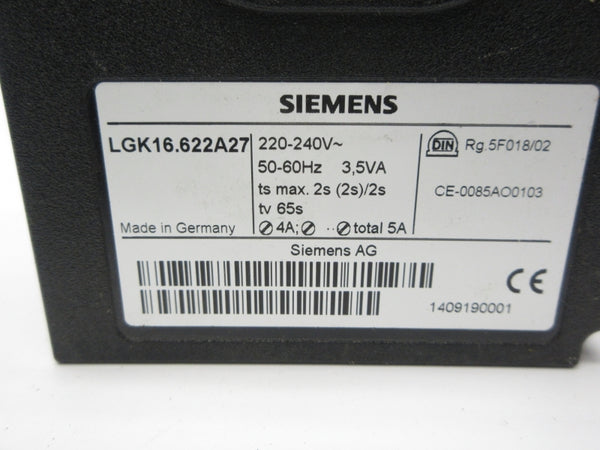 SIEMENS
LGK16.622A27
220-240V~
50-60Hz 3,5VA
ts max. 2s (2s)/2s
tv 65s
4A; ·· total 5A
Made in Germany
DIN Rg.5F018/02
CE-0085AO0103
Siemens AG
CE
1409190001